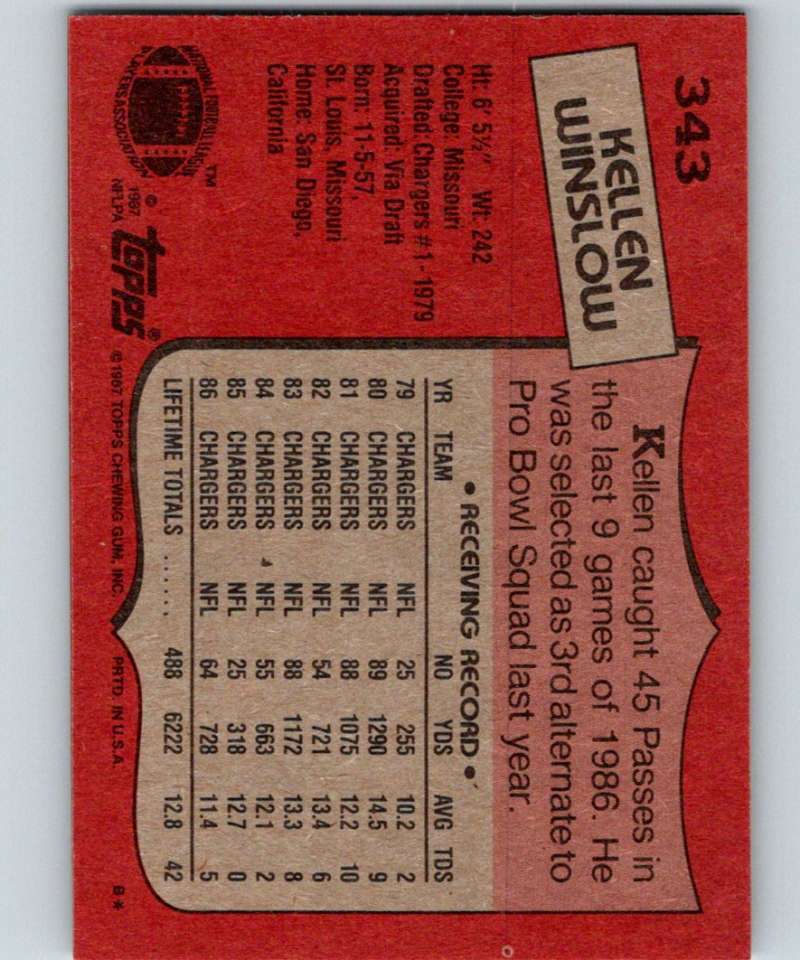 343
KELLEN
WINSLOW
Ht: 6' 5½" Wt. 242
College: Missouri
Drafted: Chargers #1-1979
Acquired: Via Draft
Born: 11-5-57,
St. Louis, Missouri
Home: San Diego,
California
NATIONAL FOOTBALL LEAGUE
PLAYERS ASSOCIATION
™
© 1987
NFLPA
topps®
Kellen caught 45 Passes in
the last 9 games of 1986. He
was selected as 3rd alternate to
Pro Bowl Squad last year.
• RECEIVING RECORD •
YR TEAM NO YDS AVG TDS
79 CHARGERS NFL 25 255 10.2 2
80 CHARGERS NFL 89 1290 14.5 9
81 CHARGERS NFL 88 1075 12.2 10
82 CHARGERS NFL 54 721 13.4 6
83 CHARGERS NFL 88 1172 13.3 8
84 CHARGERS NFL 55 663 12.1 2
85 CHARGERS NFL 25 318 12.7 0
86 CHARGERS NFL 64 728 11.4 5
LIFETIME TOTALS ...... 488 6222 12.8 42
© 1987 TOPPS CHEWING GUM, INC. PRTD. IN U.S.A. B*